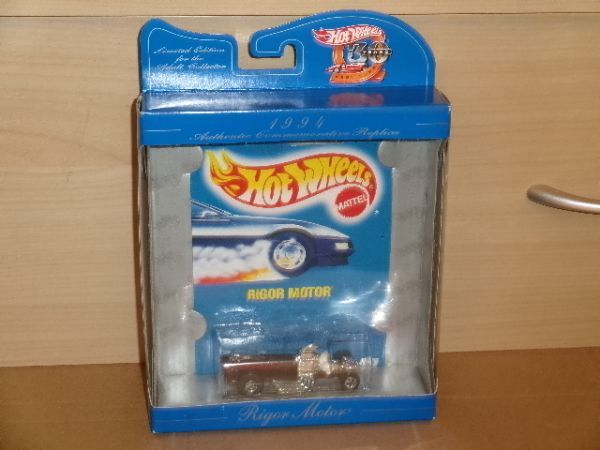 Limited Edition
for the
Adult Collector
Hot Wheels
1994
Authentic Commemorative Replica
Hot Wheels
MATTEL
RIGOR MOTOR
Rigor Motor